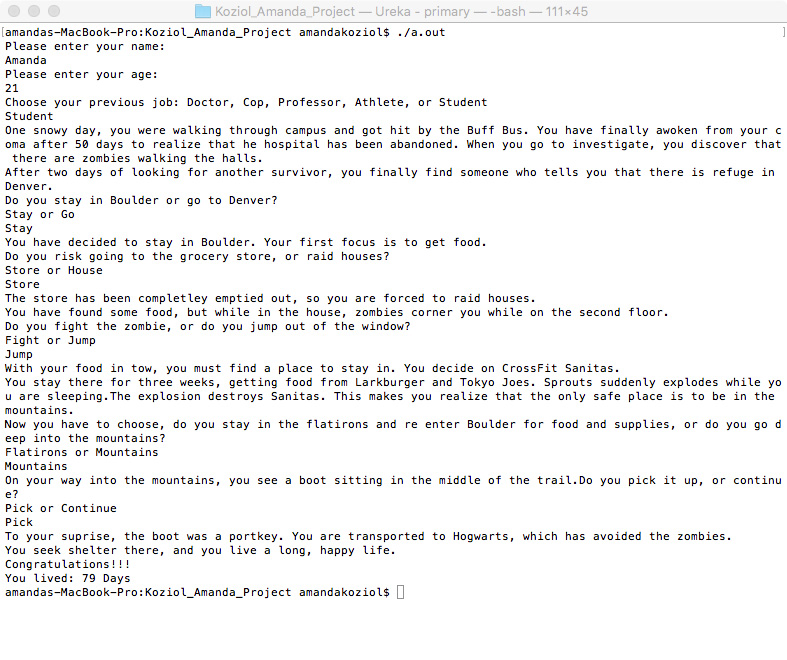 Koziol_Amanda_Project — Ureka - primary — -bash — 111×45
[amandas-MacBook-Pro:Koziol_Amanda_Project amandakoziol$ ./a.out ]
Please enter your name:
Amanda
Please enter your age:
21
Choose your previous job: Doctor, Cop, Professor, Athlete, or Student
Student
One snowy day, you were walking through campus and got hit by the Buff Bus. You have finally awoken from your c
oma after 50 days to realize that he hospital has been abandoned. When you go to investigate, you discover that
 there are zombies walking the halls.
After two days of looking for another survivor, you finally find someone who tells you that there is refuge in
Denver.
Do you stay in Boulder or go to Denver?
Stay or Go
Stay
You have decided to stay in Boulder. Your first focus is to get food.
Do you risk going to the grocery store, or raid houses?
Store or House
Store
The store has been completley emptied out, so you are forced to raid houses.
You have found some food, but while in the house, zombies corner you while on the second floor.
Do you fight the zombie, or do you jump out of the window?
Fight or Jump
Jump
With your food in tow, you must find a place to stay in. You decide on CrossFit Sanitas.
You stay there for three weeks, getting food from Larkburger and Tokyo Joes. Sprouts suddenly explodes while yo
u are sleeping.The explosion destroys Sanitas. This makes you realize that the only safe place is to be in the
mountains.
Now you have to choose, do you stay in the flatirons and re enter Boulder for food and supplies, or do you go d
eep into the mountains?
Flatirons or Mountains
Mountains
On your way into the mountains, you see a boot sitting in the middle of the trail.Do you pick it up, or continu
e?
Pick or Continue
Pick
To your suprise, the boot was a portkey. You are transported to Hogwarts, which has avoided the zombies.
You seek shelter there, and you live a long, happy life.
Congratulations!!!
You lived: 79 Days
amandas-MacBook-Pro:Koziol_Amanda_Project amandakoziol$